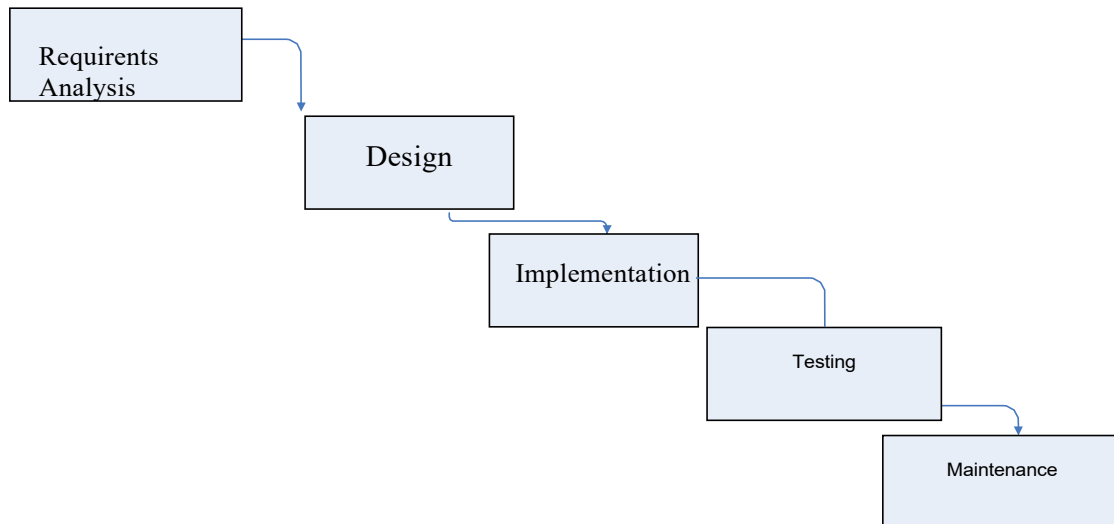 Requirents
Analysis
Design
Implementation
Testing
Maintenance